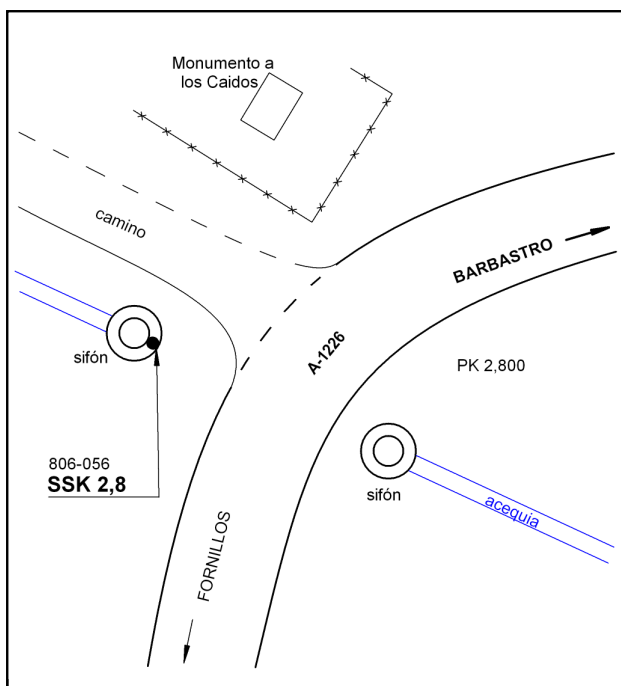 Monumento a
los Caidos
camino
BARBASTRO
A-1226
PK 2,800
sifón
806-056
SSK 2,8
sifón
acequia
FORNILLOS